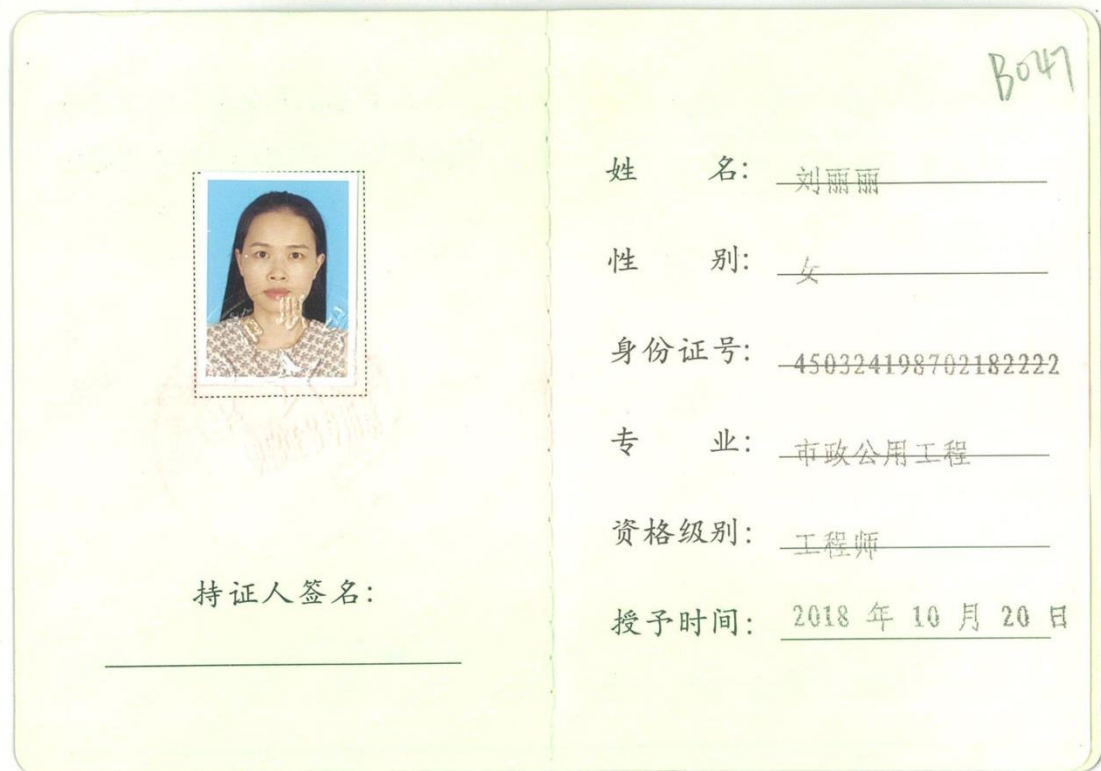 持证人签名:
B047
姓名: 刘丽丽
性别: 女
身份证号: 450324198702182222
专业: 市政公用工程
资格级别: 工程师
授予时间: 2018 年 10 月 20 日